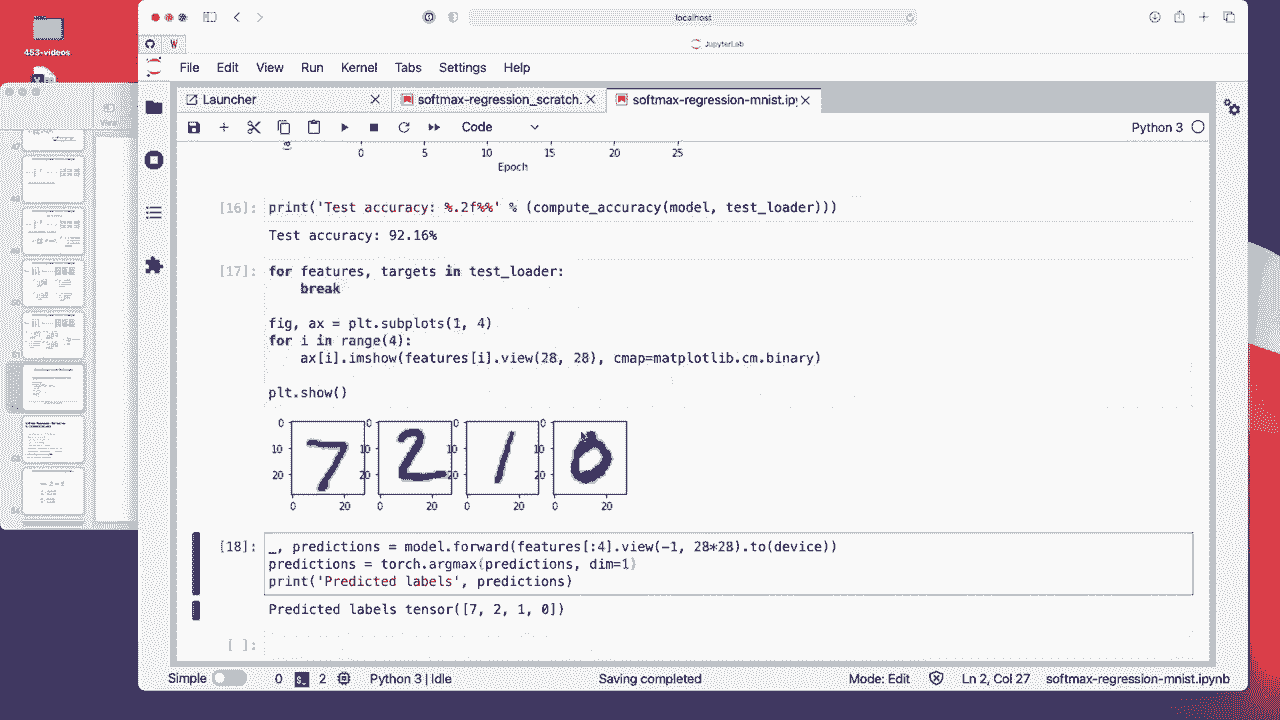 453-videos
localhost
JupyterLab
File Edit View Run Kernel Tabs Settings Help
Launcher
softmax-regression_scratch.
softmax-regression-mnist.ip
Code
Python 3
0 5 10 15 20 25
Epoch
[16]: print('Test accuracy: %.2f%%' % (compute_accuracy(model, test_loader)))
Test accuracy: 92.16%
[17]: for features, targets in test_loader:
break
fig, ax = plt.subplots(1, 4)
for i in range(4):
ax[i].imshow(features[i].view(28, 28), cmap=matplotlib.cm.binary)
plt.show()
0 0 0 0
10 10 10 10
20 20 20 20
7 2 1 0
0 20 0 20 0 20 0 20
[18]: _, predictions = model.forward(features[:4].view(-1, 28*28).to(device))
predictions = torch.argmax(predictions, dim=1)
print('Predicted labels', predictions)
Predicted labels tensor([7, 2, 1, 0])
[ ]:
Simple 0 2 Python 3 | Idle Saving completed Mode: Edit Ln 2, Col 27 softmax-regression-mnist.ipynb